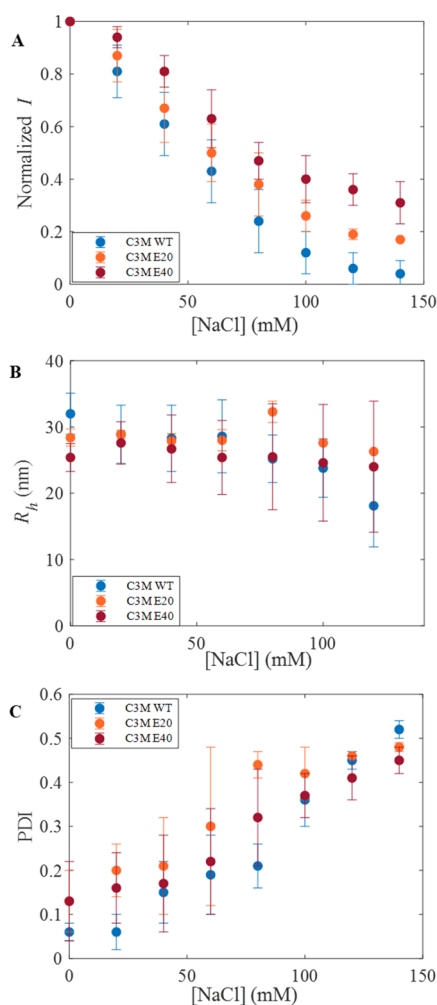 A
1
0.8
0.6
0.4
0.2
0
Normalized I
C3M WT
C3M E20
C3M E40
0
50
100
150
[NaCl] (mM)
B
40
30
20
10
0
R_h (nm)
C3M WT
C3M E20
C3M E40
0
50
100
[NaCl] (mM)
C
0.6
0.5
0.4
0.3
0.2
0.1
0
PDI
C3M WT
C3M E20
C3M E40
0
50
100
150
[NaCl] (mM)